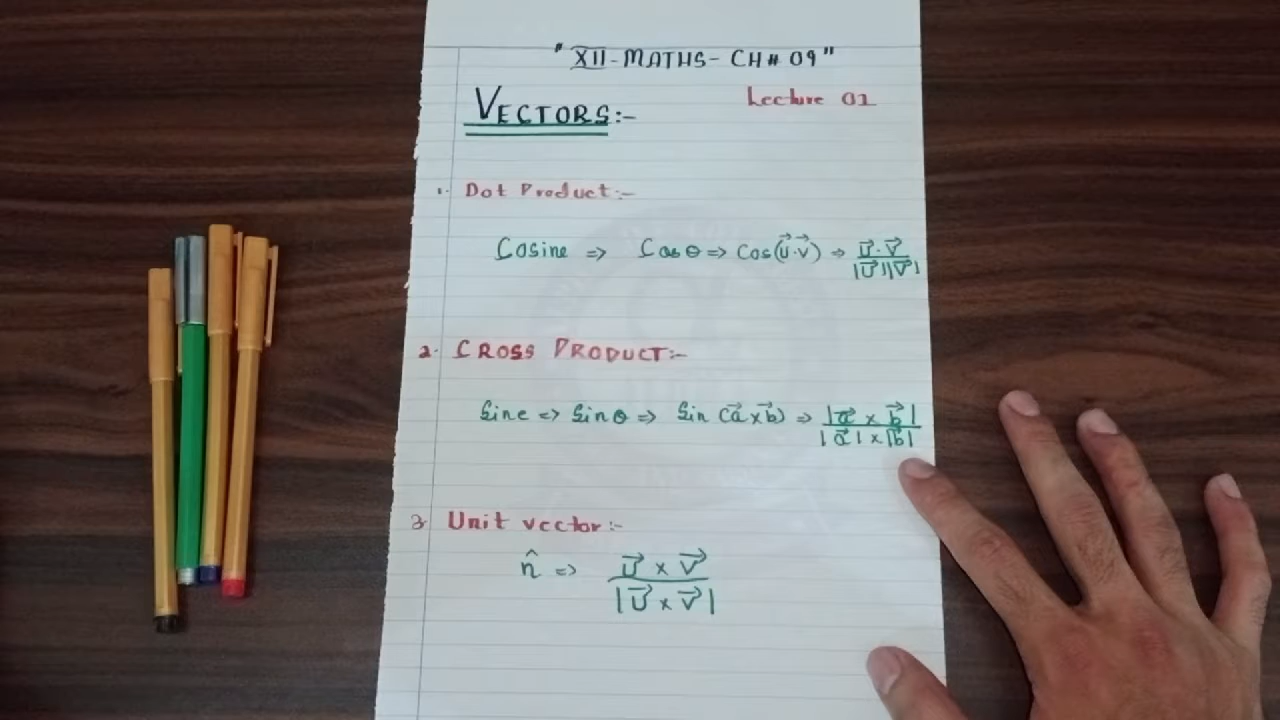 "XII-MATHS-CH# 09"
Lecture 01
VECTORS:-
1. Dot Product:-
Cosine => Cosθ => Cos(u⃗·v⃗) => u⃗·v⃗ / |u⃗||v⃗|
2. CROSS PRODUCT:-
Sine => Sinθ => Sin (a⃗×b⃗) => |a⃗ × b⃗| / |a⃗|×|b⃗|
3. Unit vector:-
n̂ => u⃗ × v⃗ / |u⃗ × v⃗|